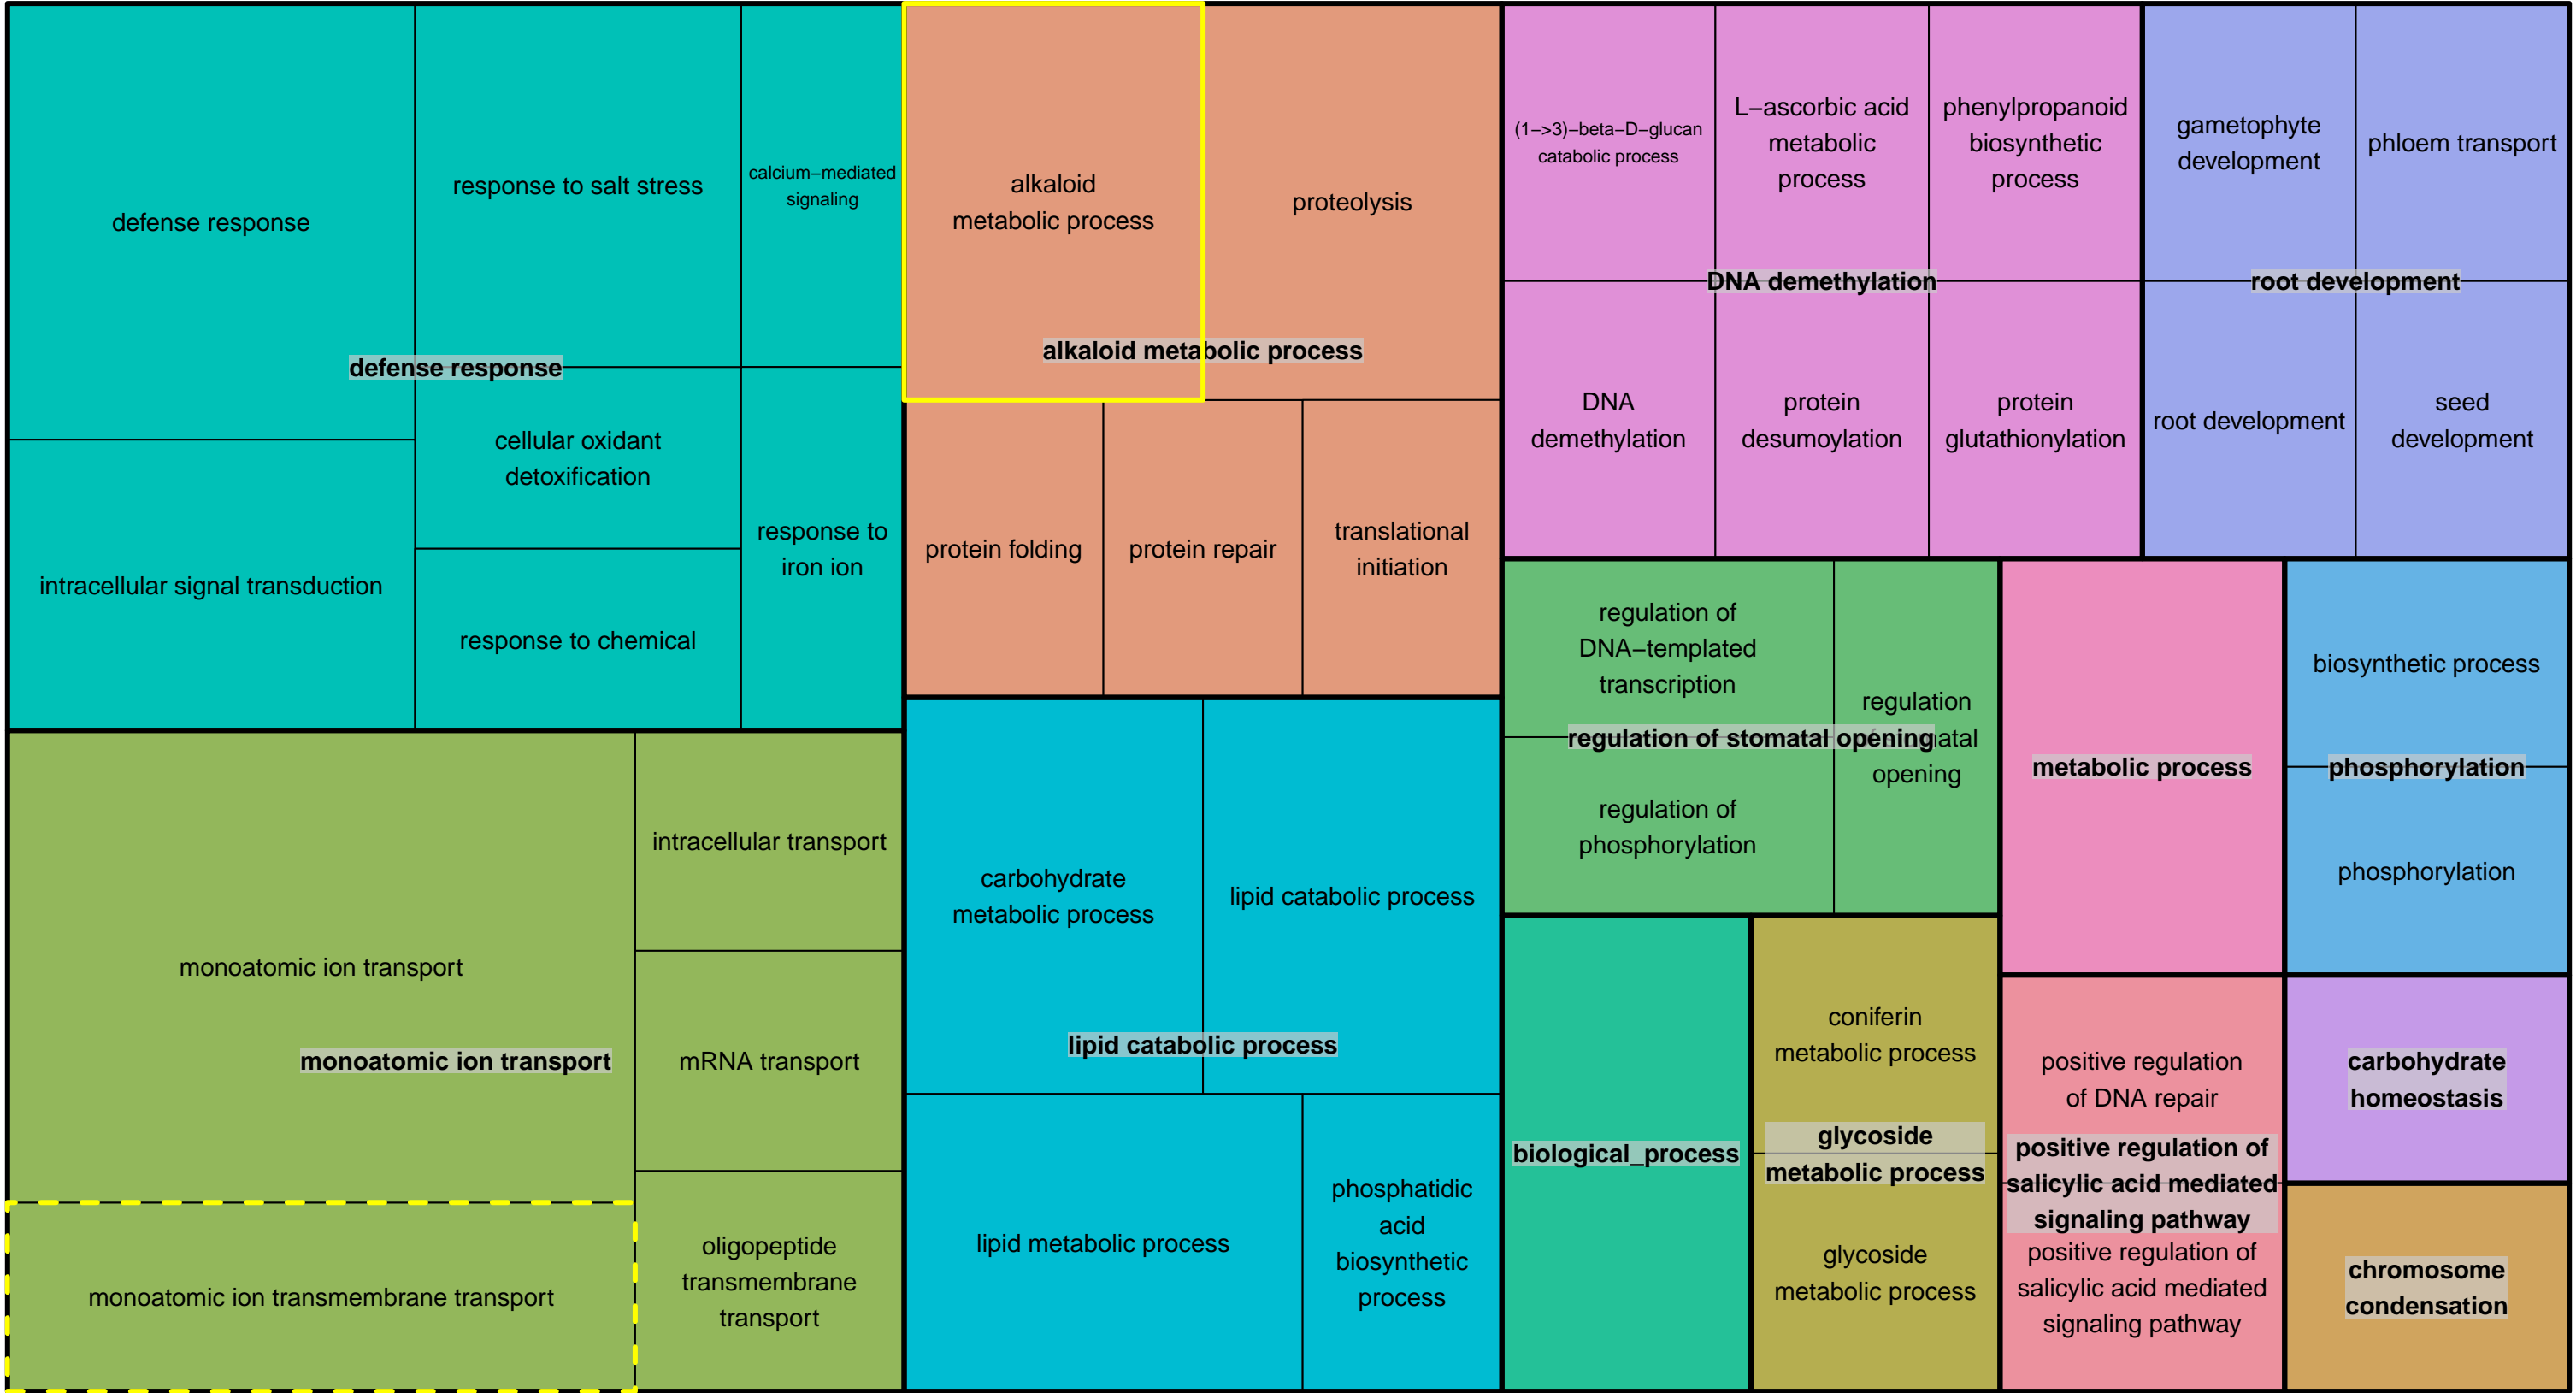 defense response
response to salt stress
calcium−mediated
signaling
defense response
intracellular signal transduction
cellular oxidant
detoxification
response to chemical
response to
iron ion
alkaloid
metabolic process
proteolysis
alkaloid metabolic process
protein folding
protein repair
translational
initiation
(1−>3)−beta−D−glucan
catabolic process
L−ascorbic acid
metabolic
process
phenylpropanoid
biosynthetic
process
DNA demethylation
DNA
demethylation
protein
desumoylation
protein
glutathionylation
gametophyte
development
phloem transport
root development
root development
seed
development
monoatomic ion transport
monoatomic ion transport
intracellular transport
mRNA transport
oligopeptide
transmembrane
transport
monoatomic ion transmembrane transport
carbohydrate
metabolic process
lipid catabolic process
lipid catabolic process
lipid metabolic process
phosphatidic
acid
biosynthetic
process
regulation of
DNA−templated
transcription
regulation of stomatal opening
regulation of
phosphorylation
regulation
opening
metabolic process
biosynthetic process
phosphorylation
phosphorylation
biological_process
coniferin
metabolic process
glycoside
metabolic process
glycoside
metabolic process
positive regulation
of DNA repair
positive regulation of
salicylic acid mediated
signaling pathway
positive regulation of
salicylic acid mediated
signaling pathway
carbohydrate
homeostasis
chromosome
condensation